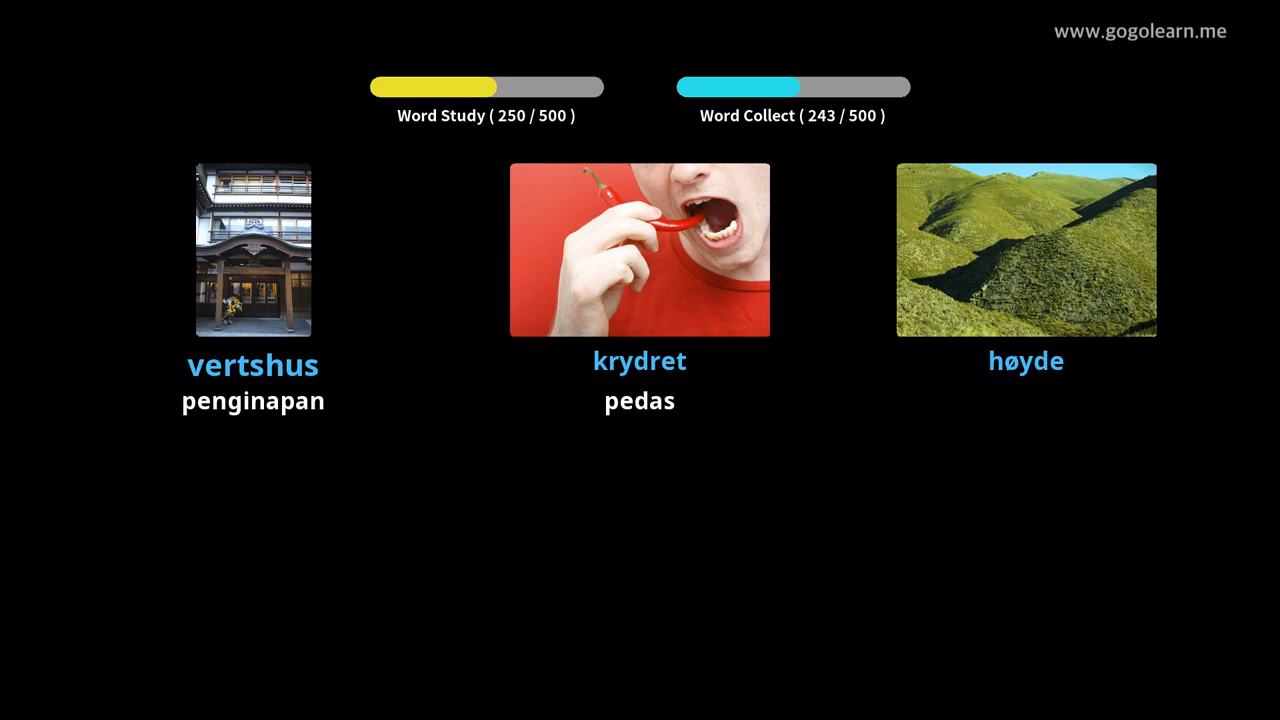 www.gogolearn.me
Word Study ( 250 / 500 )
Word Collect ( 243 / 500 )
vertshus
krydret
høyde
penginapan
pedas